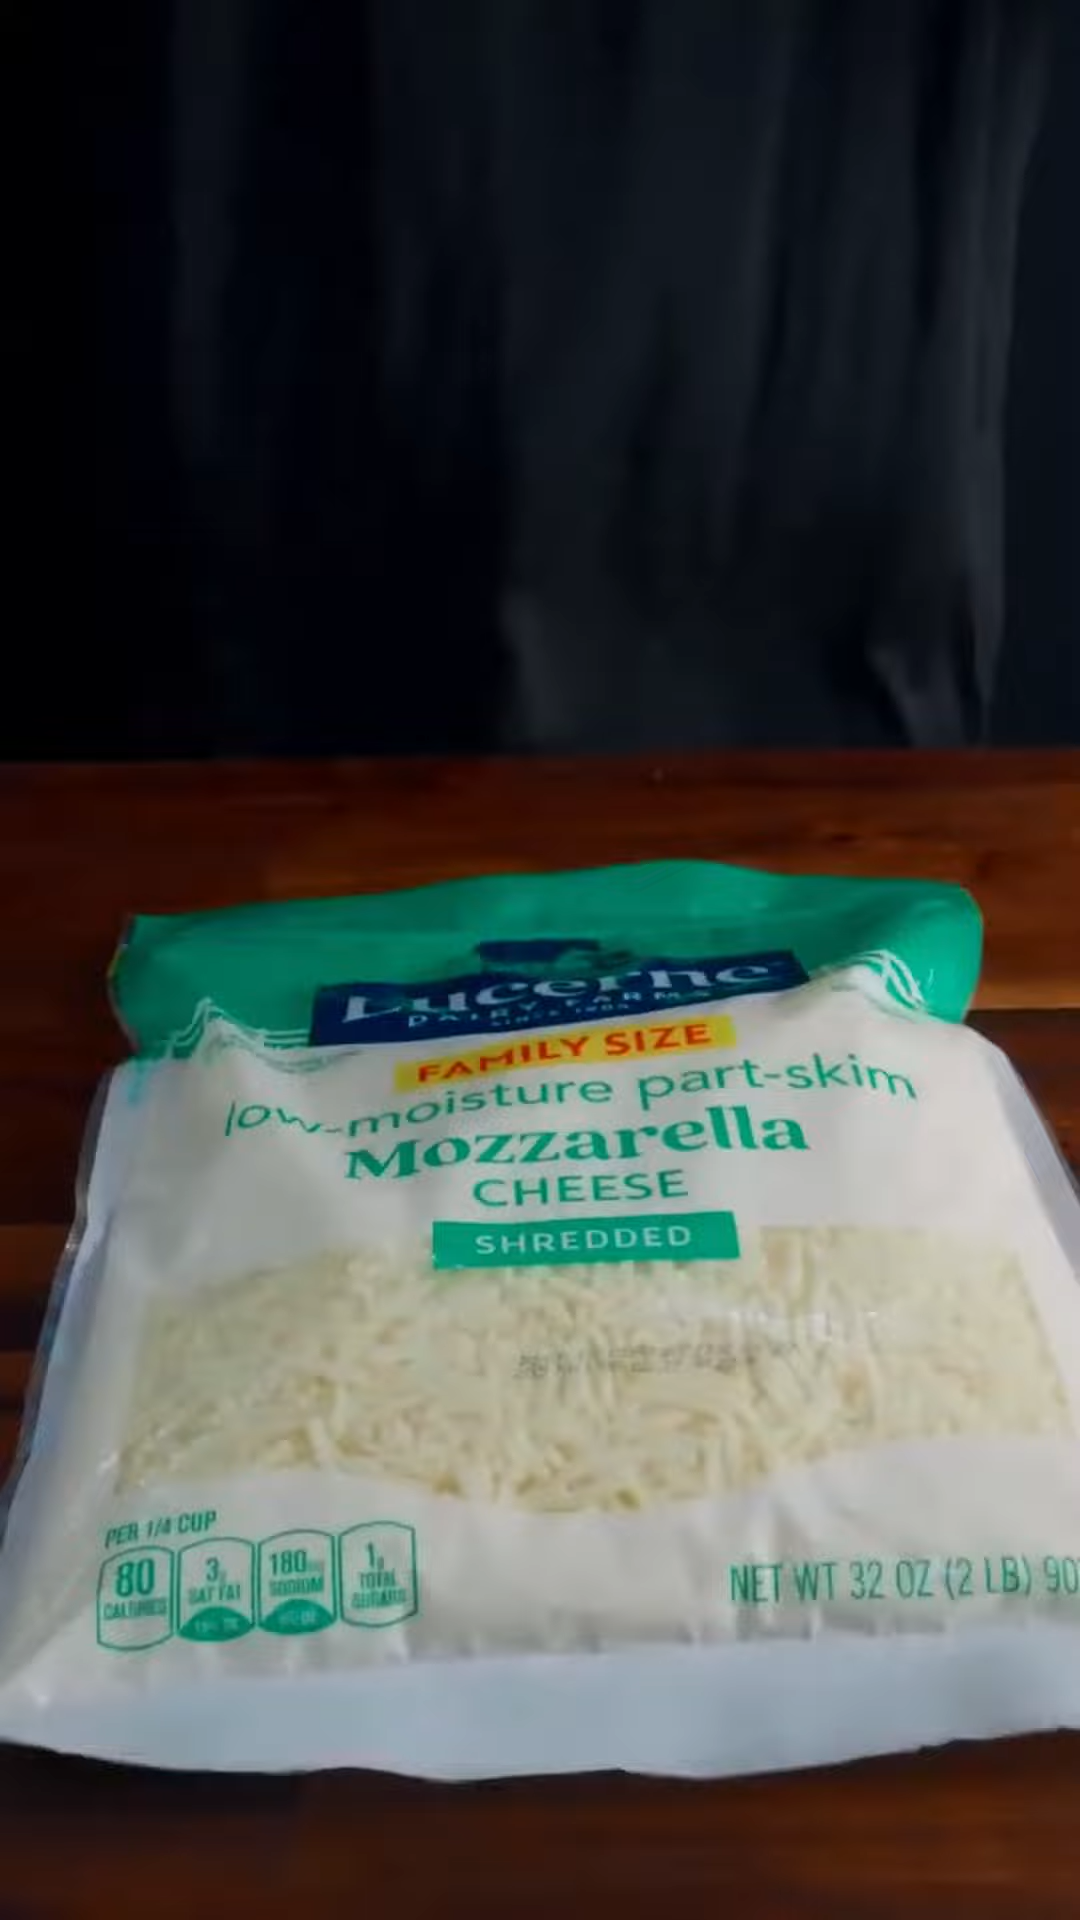 Lucerne
DAIRY FARMS
FAMILY SIZE
low-moisture part-skim
Mozzarella
CHEESE
SHREDDED
PER 1/4 CUP
80
CALORIES
3g
SAT FAT
180mg
SODIUM
1g
TOTAL
SUGARS
NET WT 32 OZ (2 LB) 907